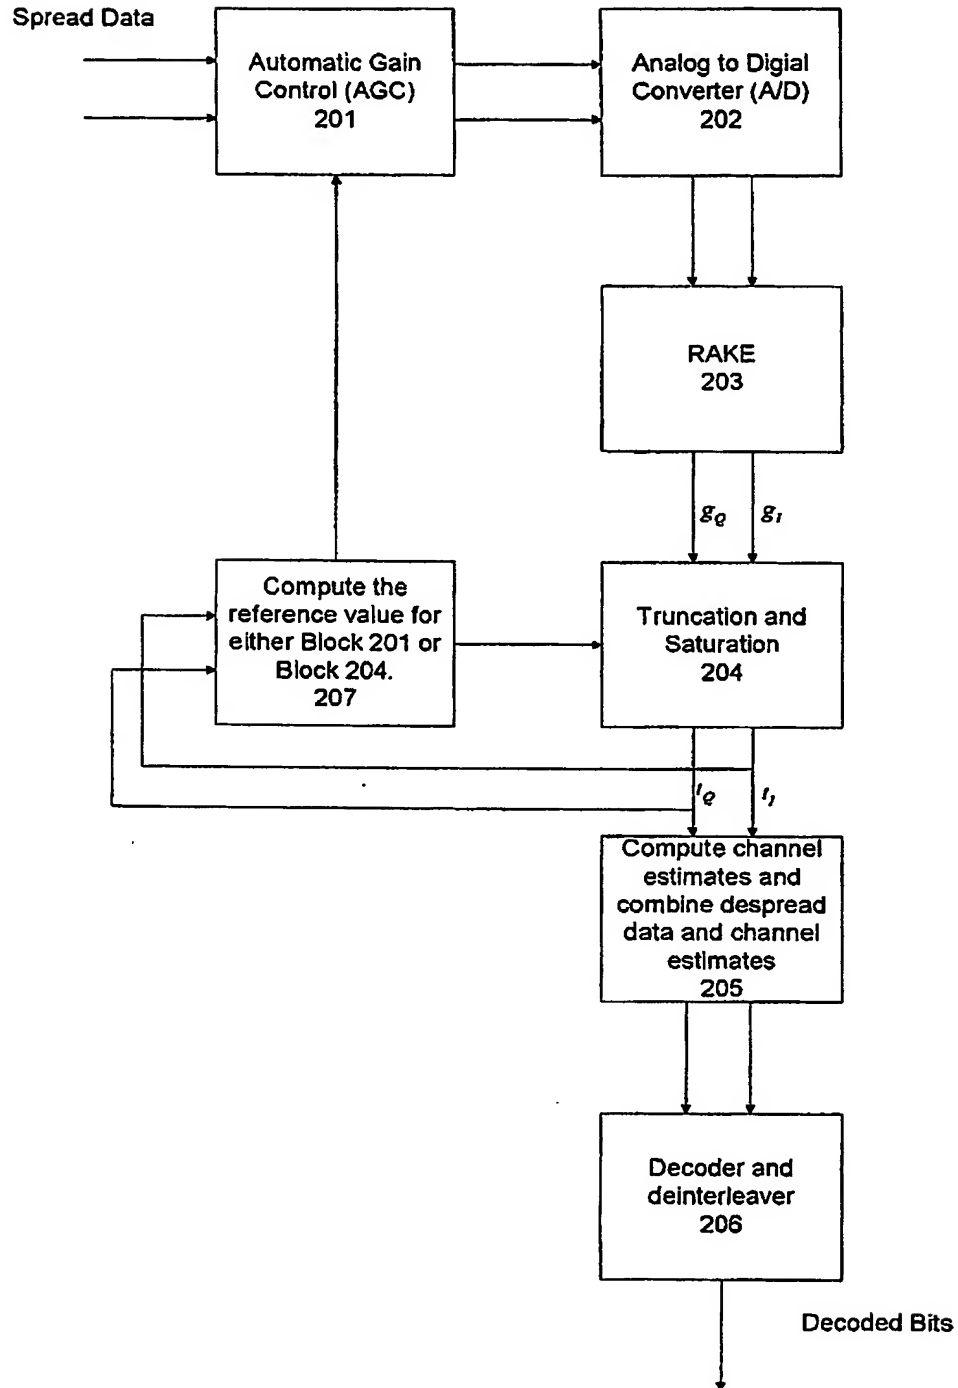 Spread Data
Automatic Gain
Control (AGC)
201
Analog to Digial
Converter (A/D)
202
RAKE
203
g_Q
g_I
Compute the
reference value for
either Block 201 or
Block 204.
207
Truncation and
Saturation
204
t_Q
t_I
Compute channel
estimates and
combine despread
data and channel
estimates
205
Decoder and
deinterleaver
206
Decoded Bits